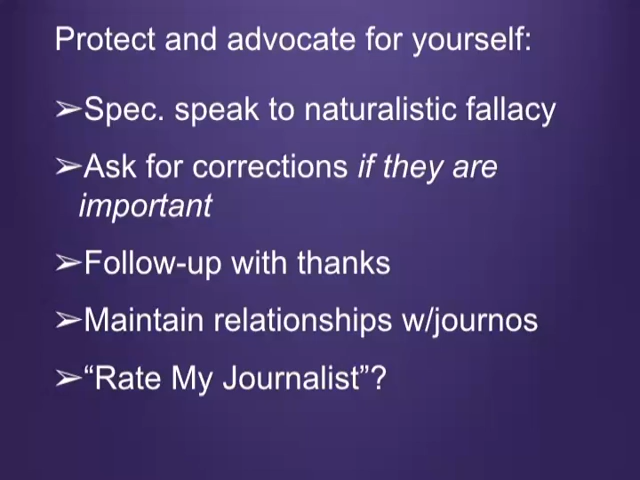 Protect and advocate for yourself:
➢Spec. speak to naturalistic fallacy
➢Ask for corrections if they are
important
➢Follow-up with thanks
➢Maintain relationships w/journos
➢“Rate My Journalist”?